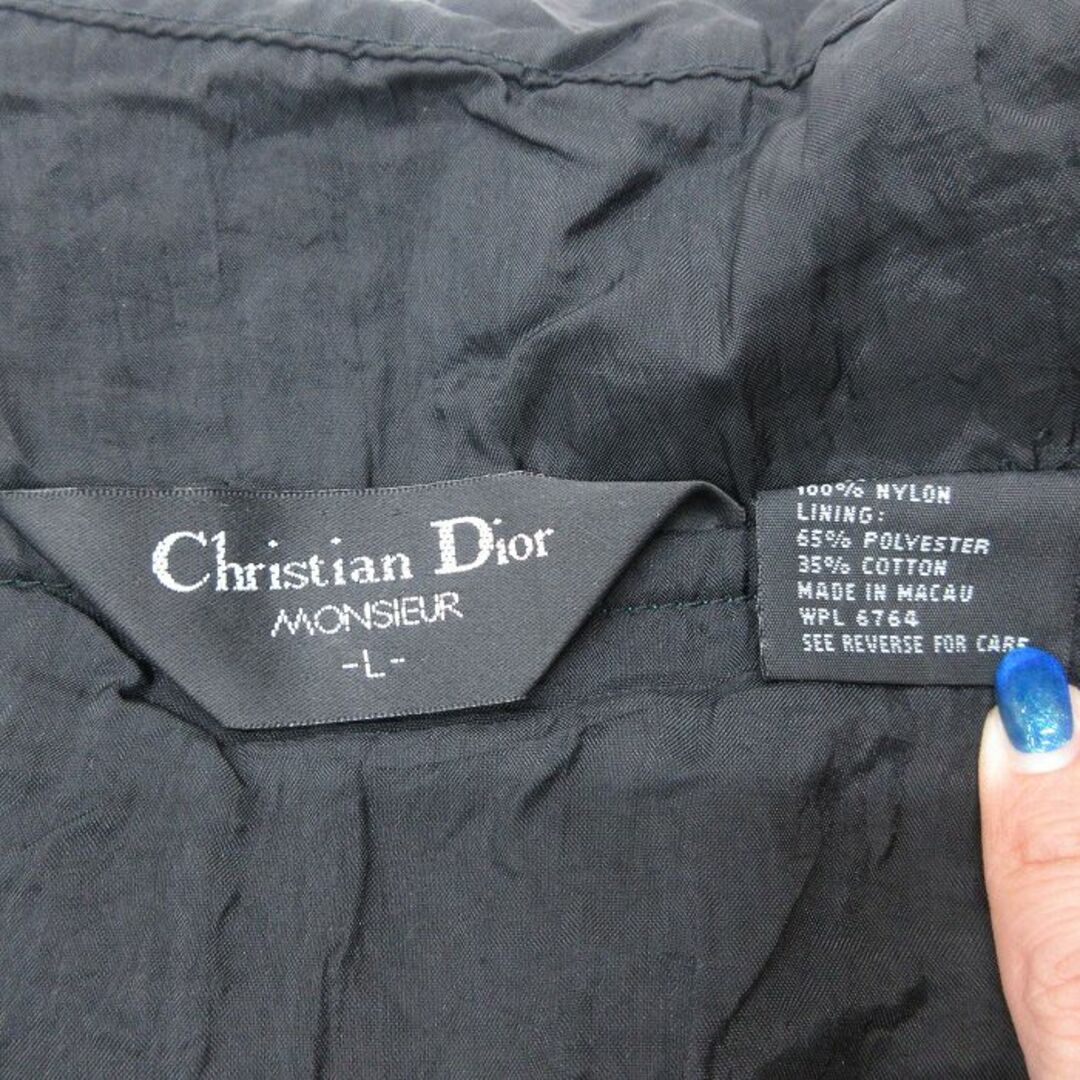 Christian Dior
MONSIEUR
-L-
100% NYLON
LINING:
65% POLYESTER
35% COTTON
MADE IN MACAU
WPL 6764
SEE REVERSE FOR CARE